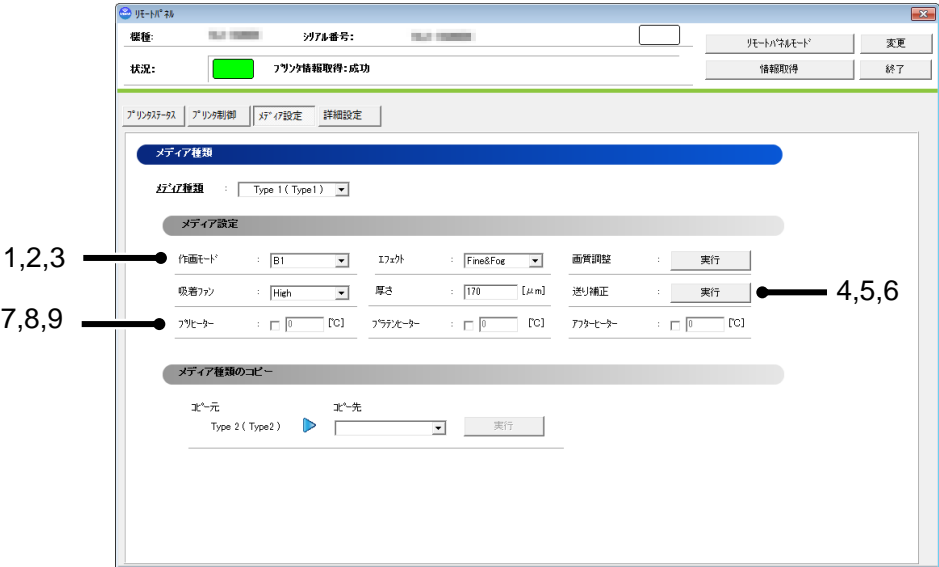 リモートパネル
機種: シリアル番号: リモートパネルモード 変更
状況: プリンタ情報取得:成功 情報取得 終了
プリンタステータス プリンタ制御 メディア設定 詳細設定
メディア種類
メディア種類 : Type 1 ( Type1 )
メディア設定
1,2,3 作画モード : B1 エフェクト : Fine&Fog 画質調整 : 実行
吸着ファン : High 厚さ : 170 [μm] 送り補正 : 実行 4,5,6
7,8,9 プリヒーター : 0 [℃] プラテンヒーター : 0 [℃] アフターヒーター : 0 [℃]
メディア種類のコピー
コピー元 コピー先
Type 2 ( Type2 ) 実行